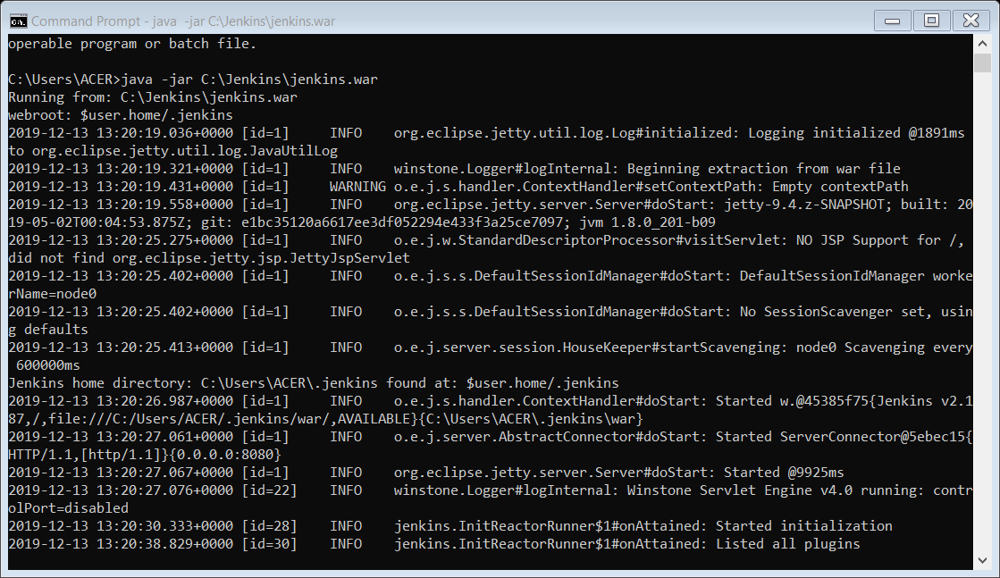 Command Prompt - java  -jar C:\Jenkins\jenkins.war
operable program or batch file.
C:\Users\ACER>java -jar C:\Jenkins\jenkins.war
Running from: C:\Jenkins\jenkins.war
webroot: $user.home/.jenkins
2019-12-13 13:20:19.036+0000 [id=1]     INFO    org.eclipse.jetty.util.log.Log#initialized: Logging initialized @1891ms
to org.eclipse.jetty.util.log.JavaUtilLog
2019-12-13 13:20:19.321+0000 [id=1]     INFO    winstone.Logger#logInternal: Beginning extraction from war file
2019-12-13 13:20:19.431+0000 [id=1]     WARNING o.e.j.s.handler.ContextHandler#setContextPath: Empty contextPath
2019-12-13 13:20:19.558+0000 [id=1]     INFO    org.eclipse.jetty.server.Server#doStart: jetty-9.4.z-SNAPSHOT; built: 20
19-05-02T00:04:53.875Z; git: e1bc35120a6617ee3df052294e433f3a25ce7097; jvm 1.8.0_201-b09
2019-12-13 13:20:25.275+0000 [id=1]     INFO    o.e.j.w.StandardDescriptorProcessor#visitServlet: NO JSP Support for /,
did not find org.eclipse.jetty.jsp.JettyJspServlet
2019-12-13 13:20:25.402+0000 [id=1]     INFO    o.e.j.s.s.DefaultSessionIdManager#doStart: DefaultSessionIdManager worke
rName=node0
2019-12-13 13:20:25.402+0000 [id=1]     INFO    o.e.j.s.s.DefaultSessionIdManager#doStart: No SessionScavenger set, usin
g defaults
2019-12-13 13:20:25.413+0000 [id=1]     INFO    o.e.j.server.session.HouseKeeper#startScavenging: node0 Scavenging every
 600000ms
Jenkins home directory: C:\Users\ACER\.jenkins found at: $user.home/.jenkins
2019-12-13 13:20:26.987+0000 [id=1]     INFO    o.e.j.s.handler.ContextHandler#doStart: Started w.@45385f75{Jenkins v2.1
87,/,file:///C:/Users/ACER/.jenkins/war/,AVAILABLE}{C:\Users\ACER\.jenkins\war}
2019-12-13 13:20:27.061+0000 [id=1]     INFO    o.e.j.server.AbstractConnector#doStart: Started ServerConnector@5ebec15{
HTTP/1.1,[http/1.1]}{0.0.0.0:8080}
2019-12-13 13:20:27.067+0000 [id=1]     INFO    org.eclipse.jetty.server.Server#doStart: Started @9925ms
2019-12-13 13:20:27.076+0000 [id=22]    INFO    winstone.Logger#logInternal: Winstone Servlet Engine v4.0 running: contr
olPort=disabled
2019-12-13 13:20:30.333+0000 [id=28]    INFO    jenkins.InitReactorRunner$1#onAttained: Started initialization
2019-12-13 13:20:38.829+0000 [id=30]    INFO    jenkins.InitReactorRunner$1#onAttained: Listed all plugins